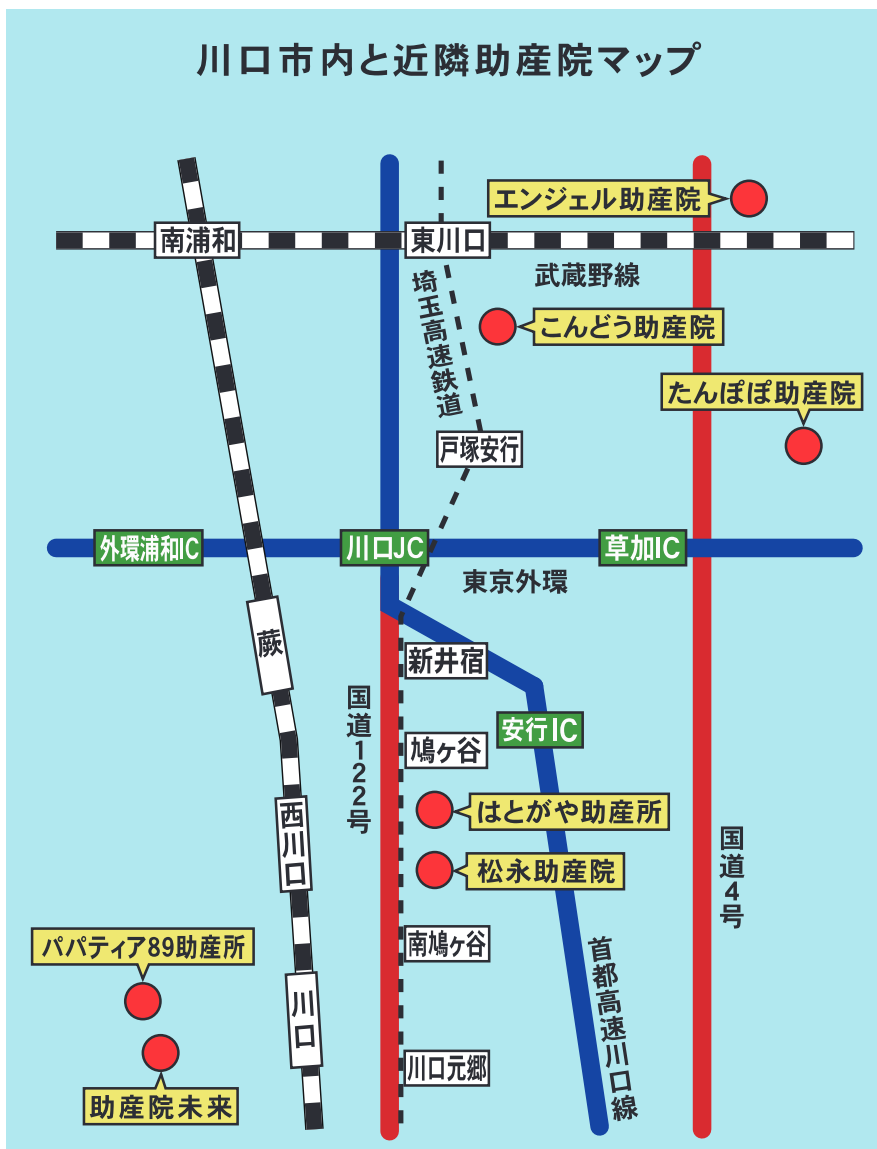 川口市内と近隣助産院マップ
エンジェル助産院
南浦和
東川口
武蔵野線
埼玉高速鉄道
こんどう助産院
たんぽぽ助産院
戸塚安行
外環浦和IC
川口JC
草加IC
東京外環
蕨
新井宿
国道122号
安行IC
鳩ヶ谷
西川口
はとがや助産所
国道4号
松永助産院
パパティア89助産所
南鳩ヶ谷
首都高速川口線
川口
川口元郷
助産院未来